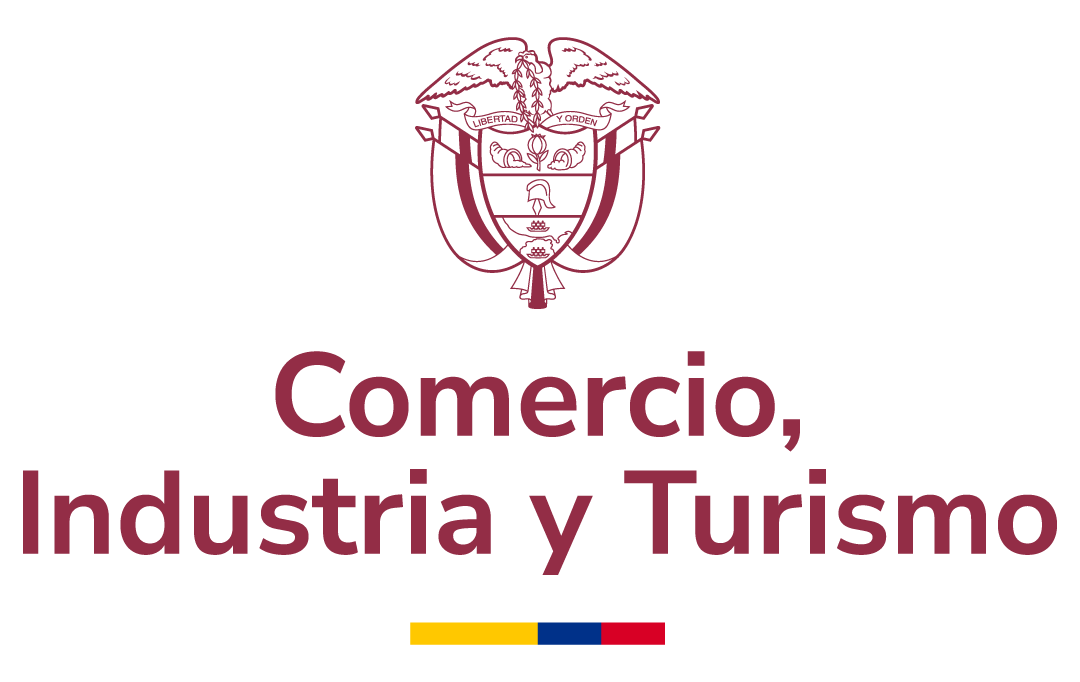 LIBERTAD Y ORDEN
Comercio,
Industria y Turismo